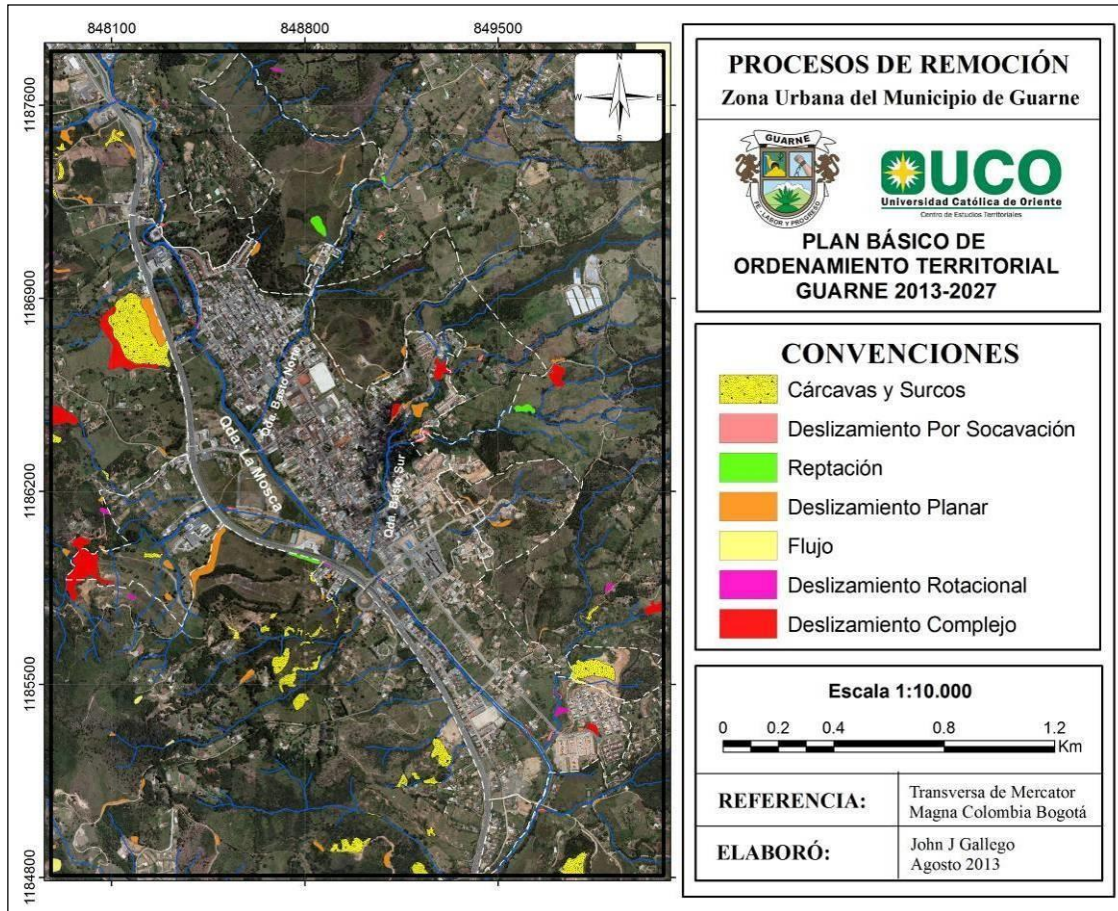 848100
848800
849500
1187600
1186900
1186200
1185500
1184800
N
W
E
S
Qda. Basto Norte
Qda. La Mosca
Qda. Basto Sur
PROCESOS DE REMOCIÓN
Zona Urbana del Municipio de Guarne
GUARNE
FE - LABOR Y PROGRESO
UCO
Universidad Católica de Oriente
Centro de Estudios Territoriales
PLAN BÁSICO DE
ORDENAMIENTO TERRITORIAL
GUARNE 2013-2027
CONVENCIONES
Cárcavas y Surcos
Deslizamiento Por Socavación
Reptación
Deslizamiento Planar
Flujo
Deslizamiento Rotacional
Deslizamiento Complejo
Escala 1:10.000
0 0.2 0.4 0.8 1.2
Km
REFERENCIA:
Transversa de Mercator
Magna Colombia Bogotá
ELABORÓ:
John J Gallego
Agosto 2013